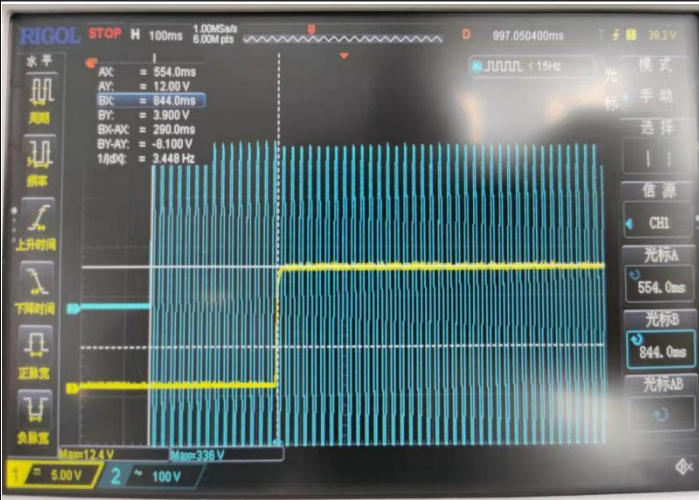 RIGOL STOP H 100ms 1.00MSa/s 6.00M pts D 997.050400ms T 1 39.2V
水平
周期
频率
上升时间
下降时间
正脉宽
负脉宽
AX: = 554.0ms
AY: = 12.00 V
BX: = 844.0ms
BY: = 3.900 V
BX-AX: = 290.0ms
BY-AY: = -8.100 V
1/|dX|: = 3.448 Hz
< 15Hz
光标
模式
手动
选择
信源
CH1
光标A
554.0ms
光标B
844.0ms
光标AB
Max=12.4 V Max=336 V
1 = 5.00 V 2 ~ 100 V